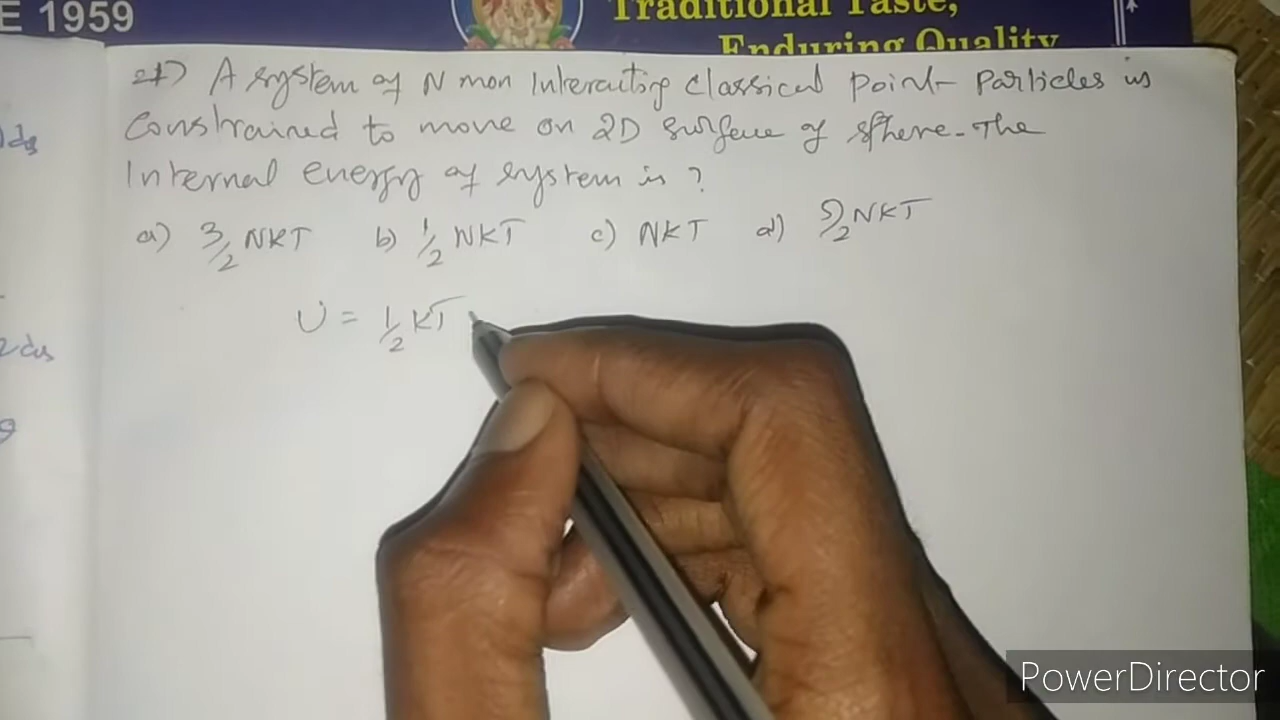 E 1959
Traditional Taste,
Enduring Quality
27) A system of N non Interacting classical point- particles is
Constrained to move on 2D surface of sphere. The
Internal energy of system is ?
a) 3/2 NKT b) 1/2 NKT c) NKT d) 5/2 NKT
U = 1/2 KT
PowerDirector